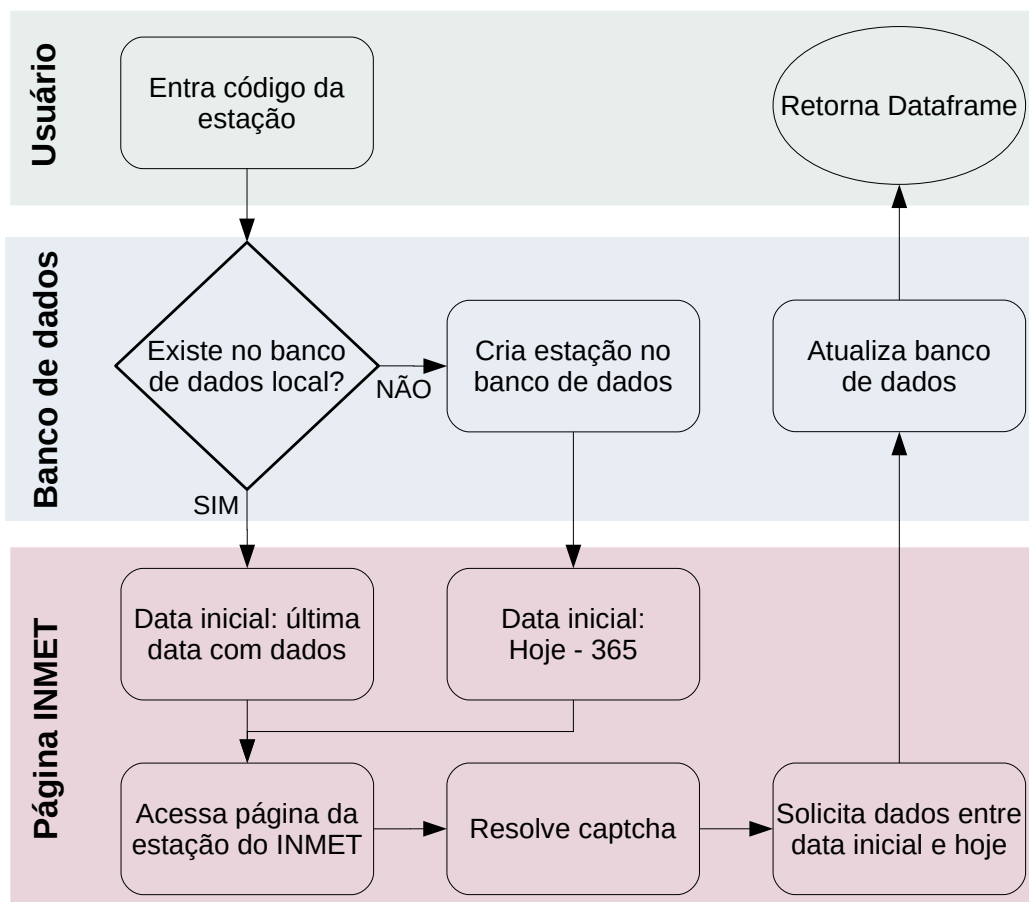 Usuário
Entra código da
estação
Retorna Dataframe
Banco de dados
Existe no banco
de dados local?
NÃO
SIM
Cria estação no
banco de dados
Atualiza banco
de dados
Página INMET
Data inicial: última
data com dados
Data inicial:
Hoje - 365
Acessa página da
estação do INMET
Resolve captcha
Solicita dados entre
data inicial e hoje